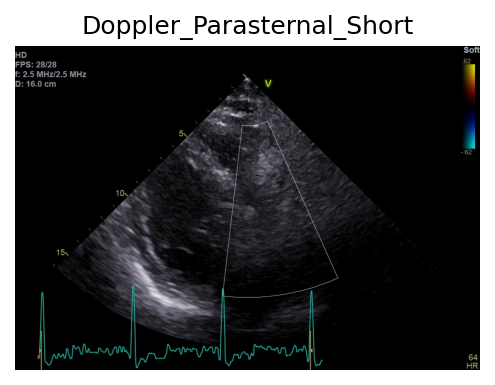 Doppler_Parasternal_Short
HD
FPS: 28/28
f: 2.5 MHz/2.5 MHz
D: 16.0 cm
V
Soft
62
-.62
5
10
15
64
HR